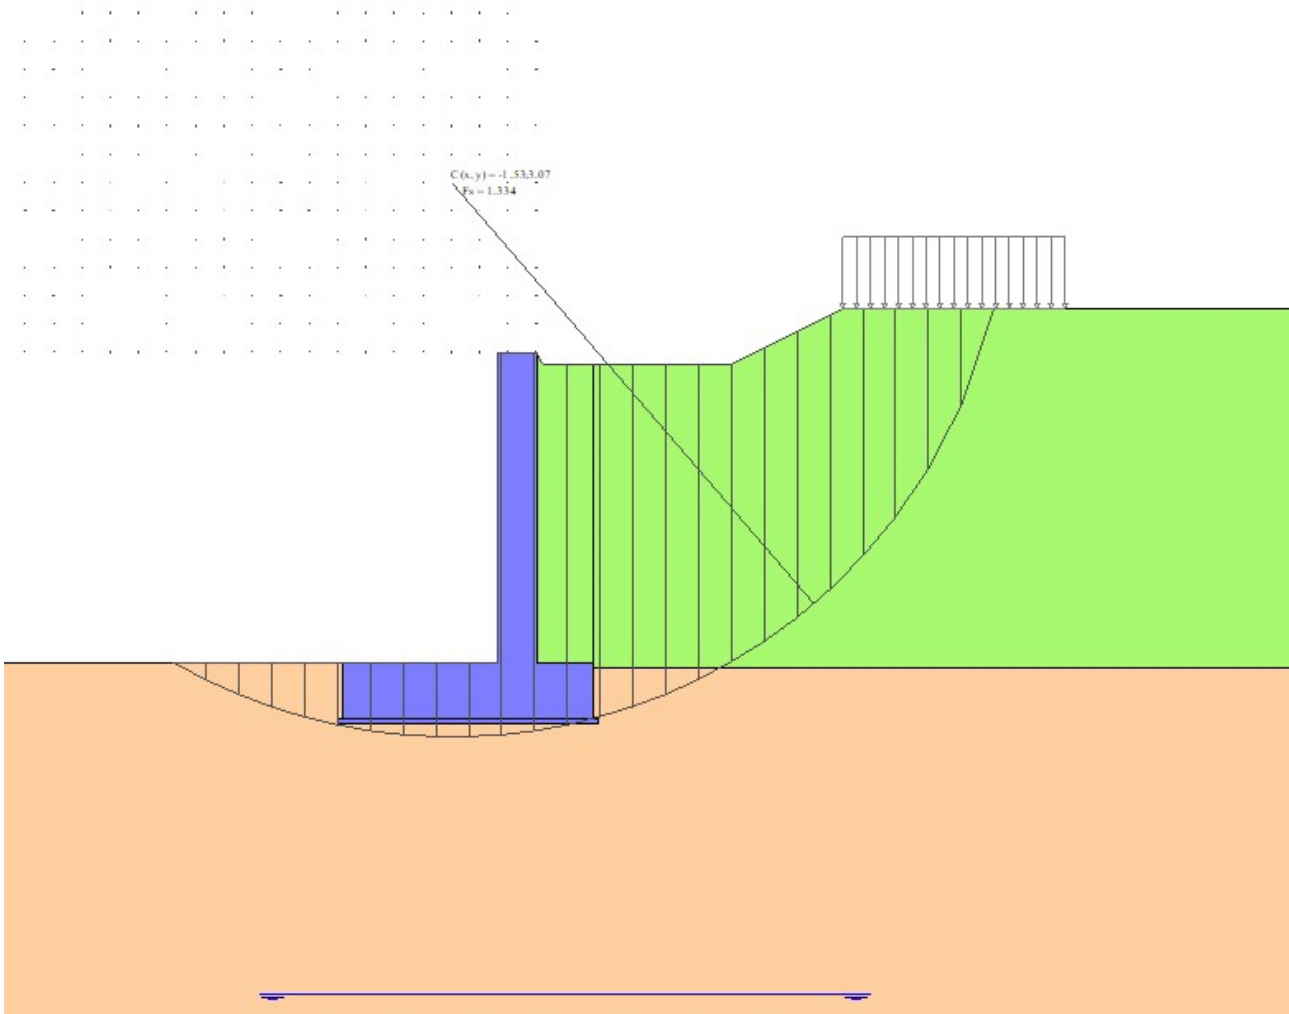 C (x, y) = -1.53;3.07
Fs = 1.334